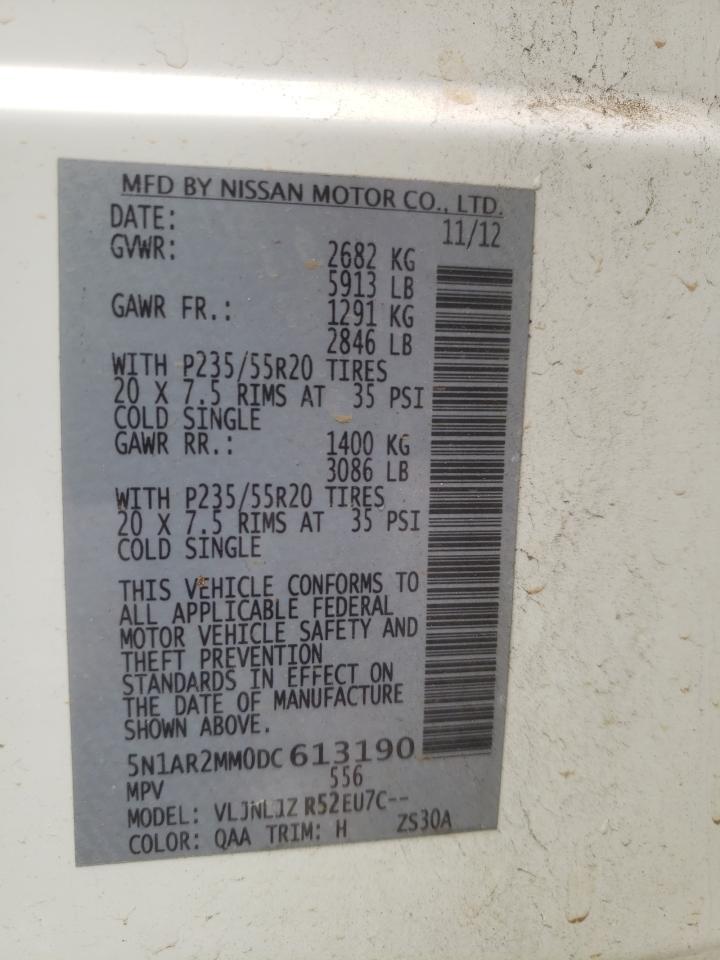 MFD BY NISSAN MOTOR CO., LTD.
DATE: 11/12
GVWR: 2682 KG
5913 LB
GAWR FR.: 1291 KG
2846 LB
WITH P235/55R20 TIRES
20 X 7.5 RIMS AT 35 PSI
COLD SINGLE
GAWR RR.: 1400 KG
3086 LB
WITH P235/55R20 TIRES
20 X 7.5 RIMS AT 35 PSI
COLD SINGLE
THIS VEHICLE CONFORMS TO
ALL APPLICABLE FEDERAL
MOTOR VEHICLE SAFETY AND
THEFT PREVENTION
STANDARDS IN EFFECT ON
THE DATE OF MANUFACTURE
SHOWN ABOVE.
5N1AR2MM0DC 613190
MPV 556
MODEL: VLJNLJZ R52EU7C--
COLOR: QAA TRIM: H ZS30A